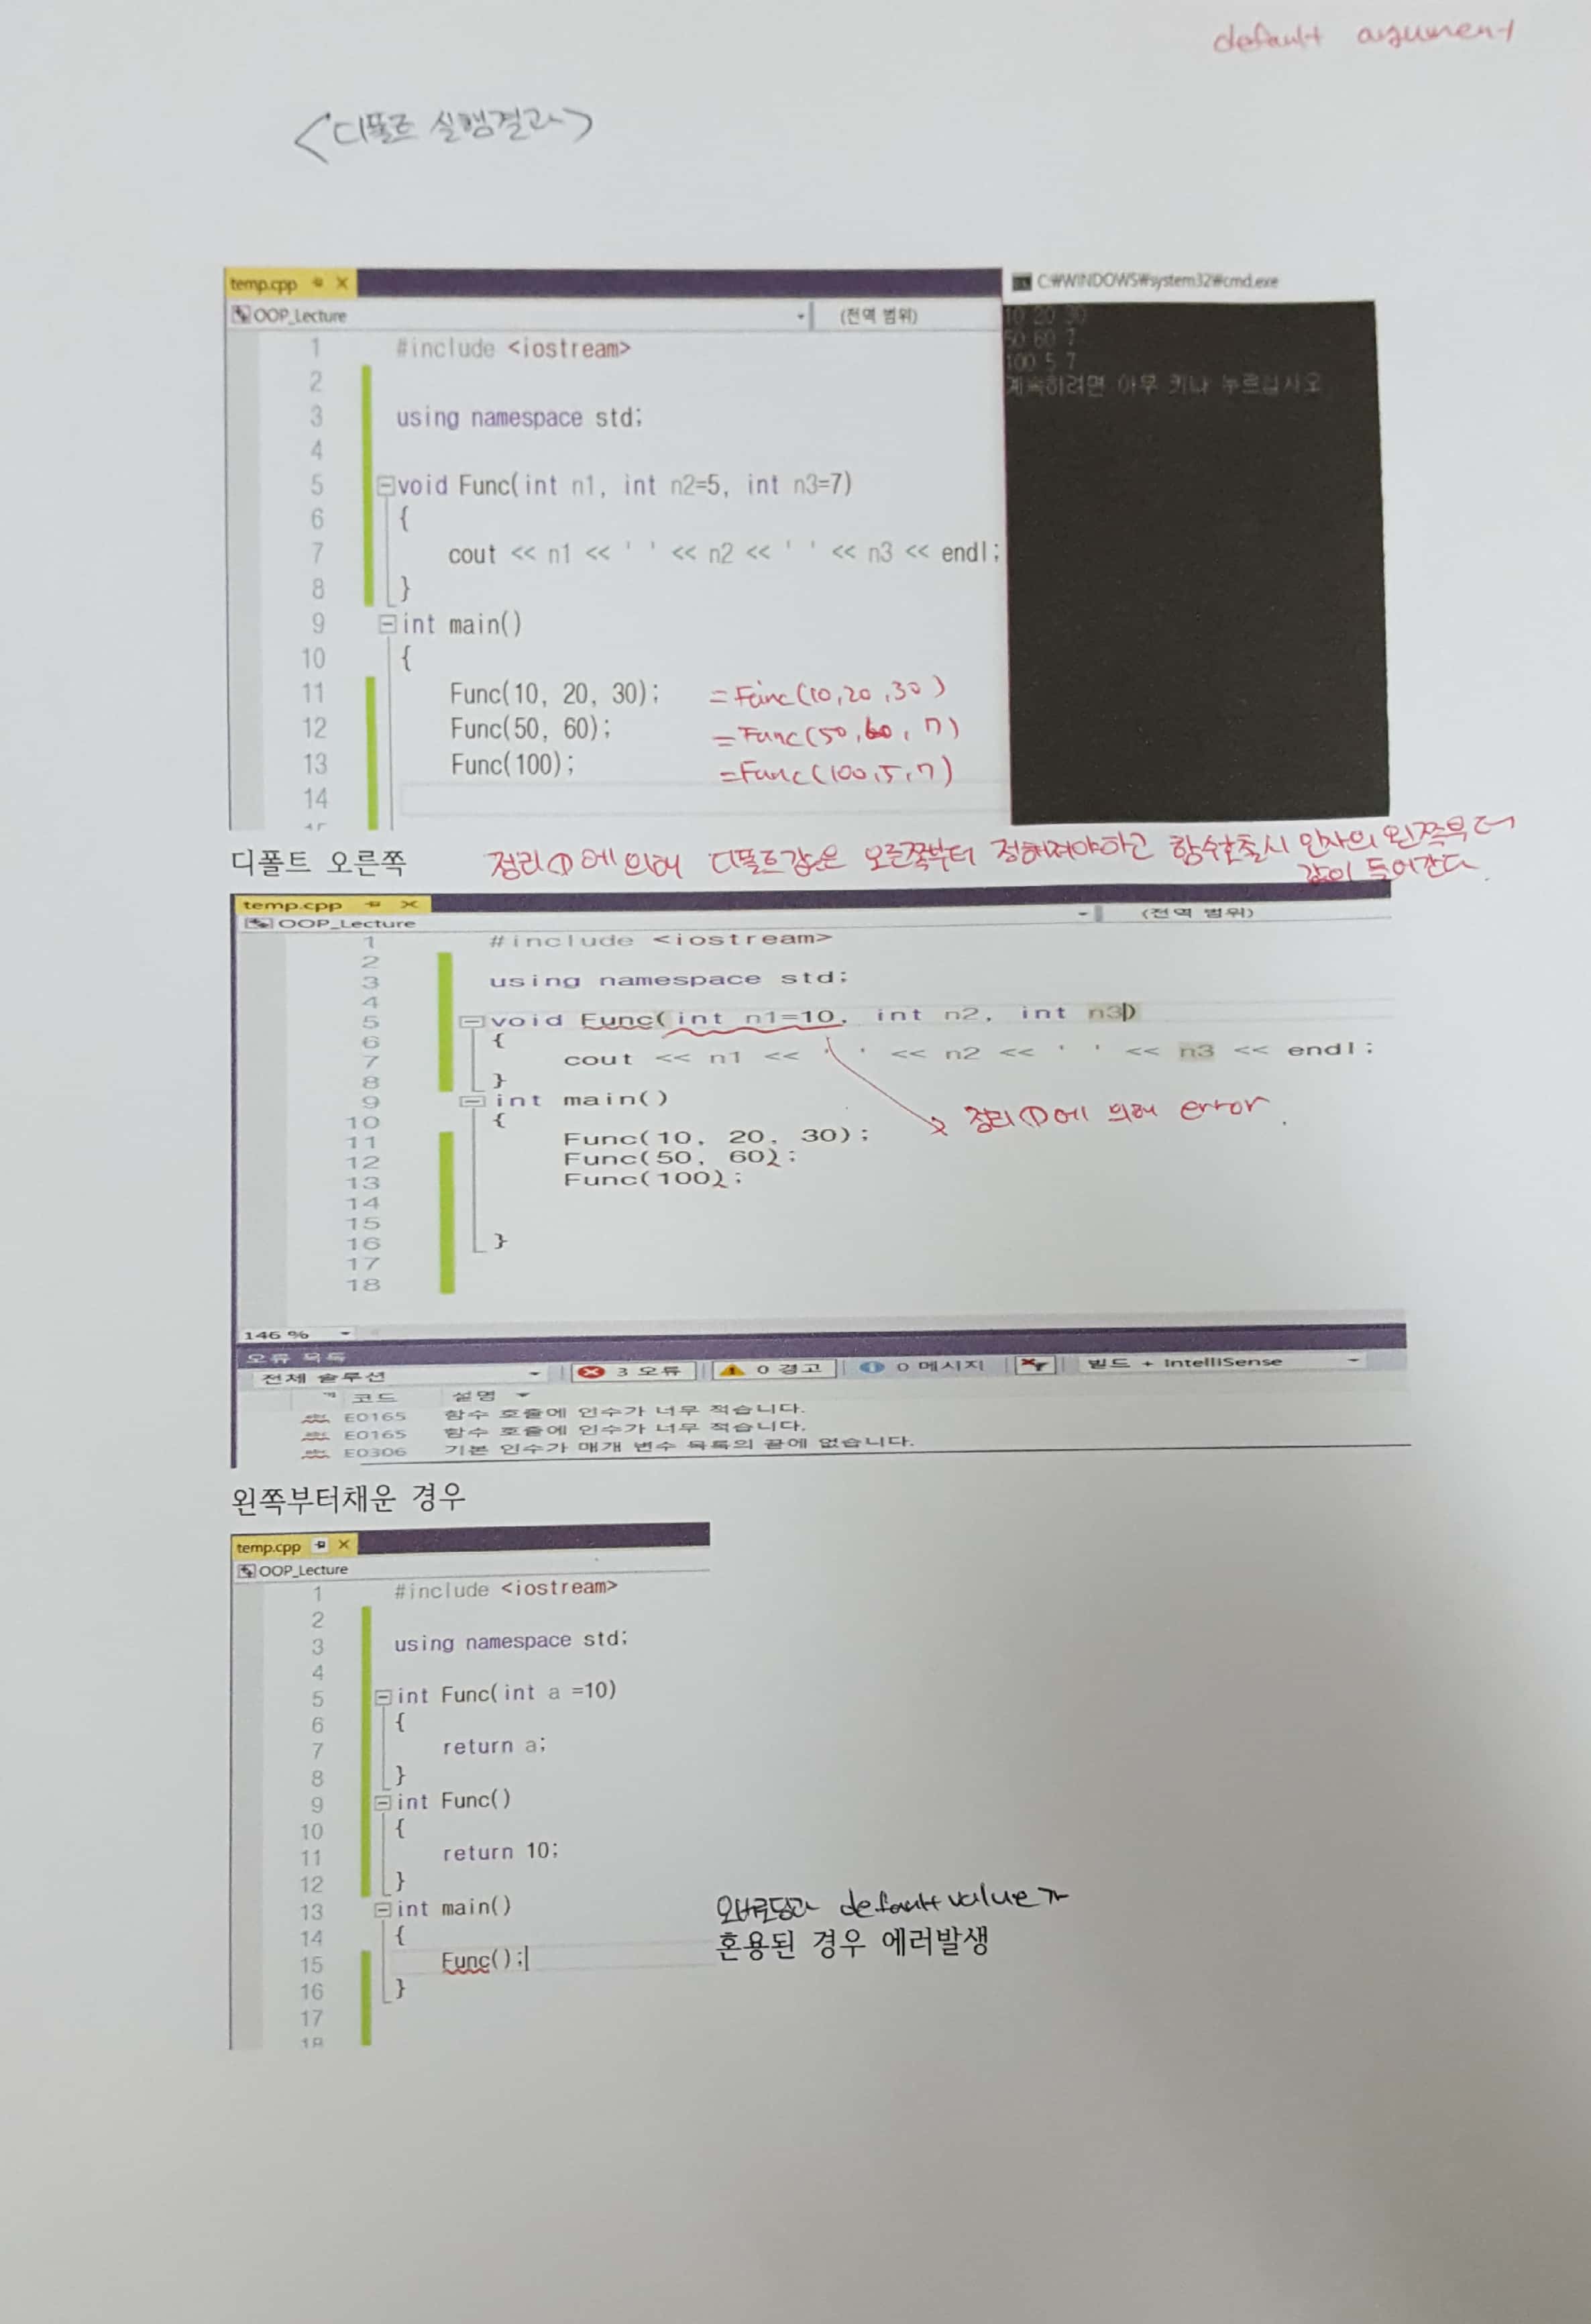 default argument
<디폴트 실행결과>
temp.cpp
C:₩WINDOWS₩system32₩cmd.exe
OOP_Lecture (전역 범위)
10 20 30
50 60 7
100 5 7
계속하려면 아무 키나 누르십시오
1 #include <iostream>
2
3 using namespace std;
4
5 void Func(int n1, int n2=5, int n3=7)
6 {
7 cout << n1 << ' ' << n2 << ' ' << n3 << endl;
8 }
9 int main()
10 {
11 Func(10, 20, 30); =Func(10,20,30)
12 Func(50, 60); =Func(50,60,7)
13 Func(100); =Func(100,5,7)
14
15
디폴트 오른쪽
정리①에 의해 디폴트값은 오른쪽부터 정해져야하고 함수호출시 인자의 왼쪽부터
값이 들어간다.
temp.cpp
OOP_Lecture (전역 범위)
1 #include <iostream>
2
3 using namespace std;
4
5 void Func(int n1=10, int n2, int n3)
6 {
7 cout << n1 << ' ' << n2 << ' ' << n3 << endl;
8 }
9 int main()
10 {
11 Func(10, 20, 30);
12 Func(50, 60);
13 Func(100);
14
15
16 }
17
18
정리①에 의해 error.
146 %
오류 목록
전체 솔루션 3 오류 0 경고 0 메시지 빌드 + IntelliSense
코드 설명
E0165 함수 호출에 인수가 너무 적습니다.
E0165 함수 호출에 인수가 너무 적습니다.
E0306 기본 인수가 매개 변수 목록의 끝에 없습니다.
왼쪽부터채운 경우
temp.cpp
OOP_Lecture
1 #include <iostream>
2
3 using namespace std;
4
5 int Func(int a =10)
6 {
7 return a;
8 }
9 int Func()
10 {
11 return 10;
12 }
13 int main()
14 {
15 Func();
16 }
17
18
오버로딩과 default value가
혼용된 경우 에러발생